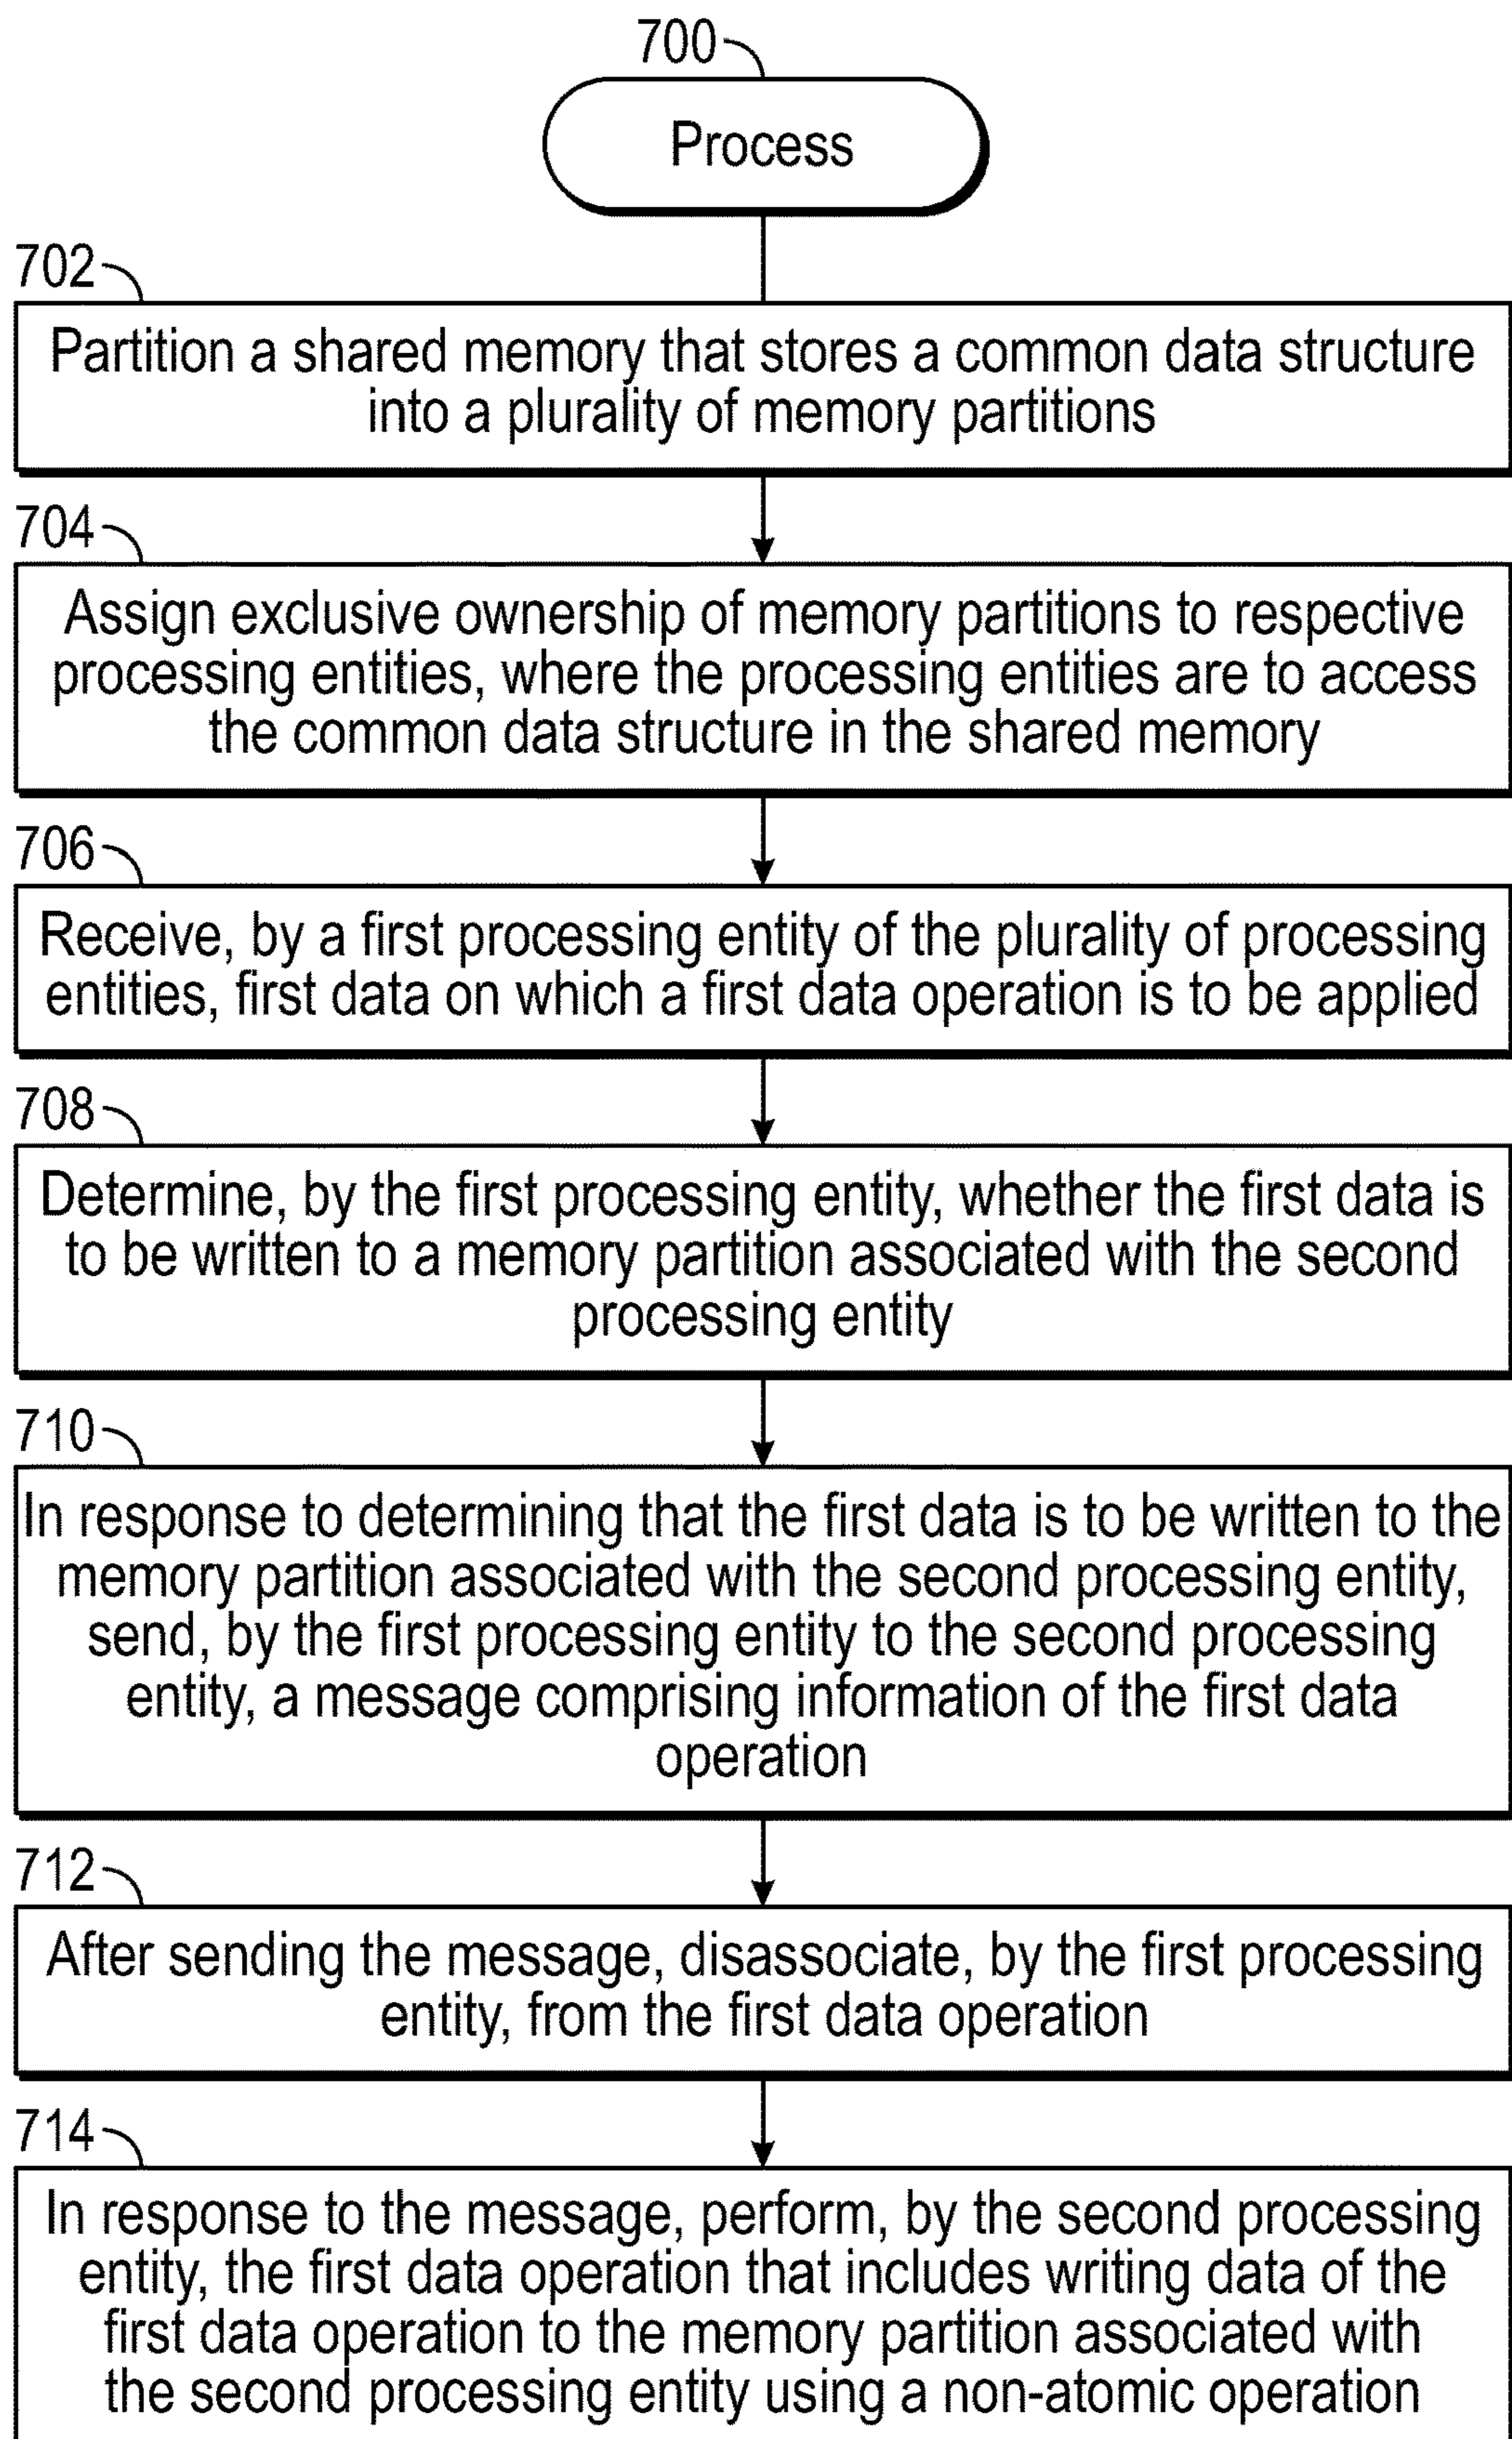 700
Process
702
Partition a shared memory that stores a common data structure
into a plurality of memory partitions
704
Assign exclusive ownership of memory partitions to respective
processing entities, where the processing entities are to access
the common data structure in the shared memory
706
Receive, by a first processing entity of the plurality of processing
entities, first data on which a first data operation is to be applied
708
Determine, by the first processing entity, whether the first data is
to be written to a memory partition associated with the second
processing entity
710
In response to determining that the first data is to be written to the
memory partition associated with the second processing entity,
send, by the first processing entity to the second processing
entity, a message comprising information of the first data
operation
712
After sending the message, disassociate, by the first processing
entity, from the first data operation
714
In response to the message, perform, by the second processing
entity, the first data operation that includes writing data of the
first data operation to the memory partition associated with
the second processing entity using a non-atomic operation